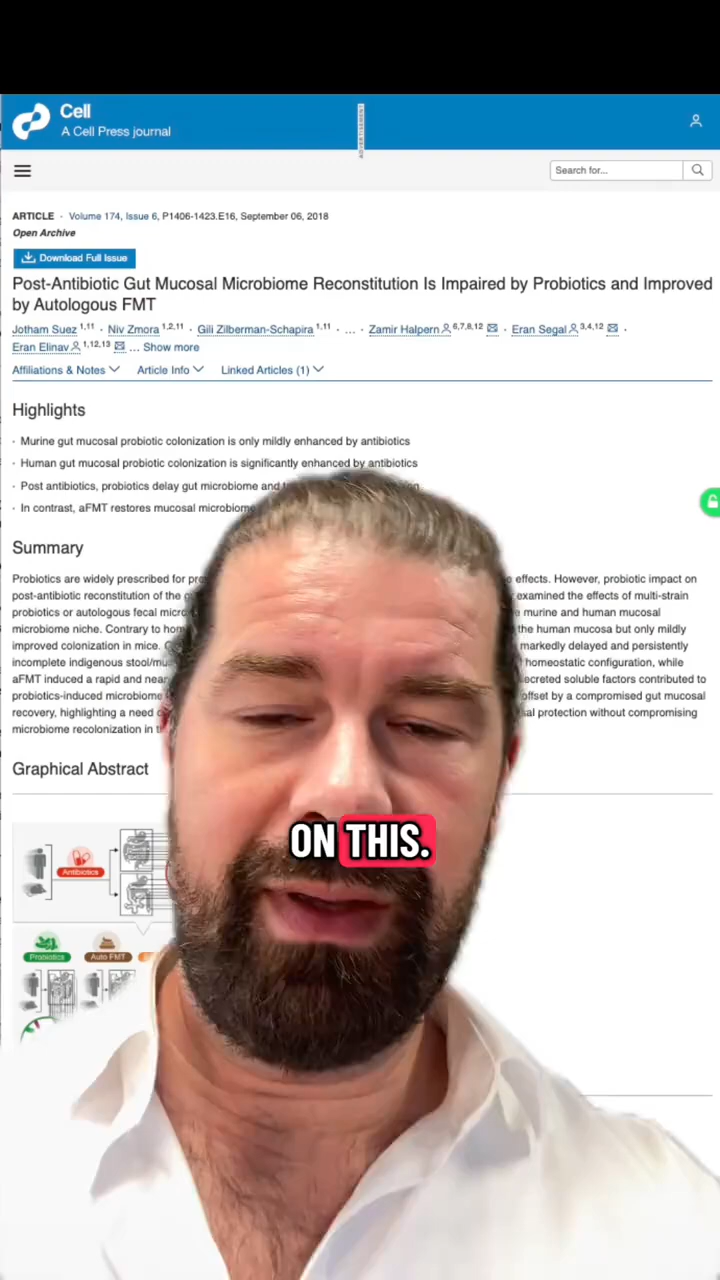 Cell
A Cell Press journal
ADVERTISEMENT
Search for...
ARTICLE · Volume 174, Issue 6, P1406-1423.E16, September 06, 2018
Open Archive
Download Full Issue
Post-Antibiotic Gut Mucosal Microbiome Reconstitution Is Impaired by Probiotics and Improved
by Autologous FMT
Jotham Suez 1,11 · Niv Zmora 1,2,11 · Gili Zilberman-Schapira 1,11 · ... · Zamir Halpern 6,7,8,12 · Eran Segal 3,4,12 ·
Eran Elinav 1,12,13 ... Show more
Affiliations & Notes Article Info Linked Articles (1)
Highlights
· Murine gut mucosal probiotic colonization is only mildly enhanced by antibiotics
· Human gut mucosal probiotic colonization is significantly enhanced by antibiotics
· Post antibiotics, probiotics delay gut microbiome and
· In contrast, aFMT restores mucosal microbiome
Summary
Probiotics are widely prescribed for effects. However, probiotic impact on
post-antibiotic reconstitution of the examined the effects of multi-strain
probiotics or autologous fecal murine and human mucosal
microbiome niche. Contrary to the human mucosa but only mildly
improved colonization in mice. markedly delayed and persistently
incomplete indigenous homeostatic configuration, while
aFMT induced a rapid and soluble factors contributed to
probiotics-induced microbiome offset by a compromised gut mucosal
recovery, highlighting a need protection without compromising
microbiome recolonization in
Graphical Abstract
Antibiotics
Probiotics Auto FMT
ON THIS.